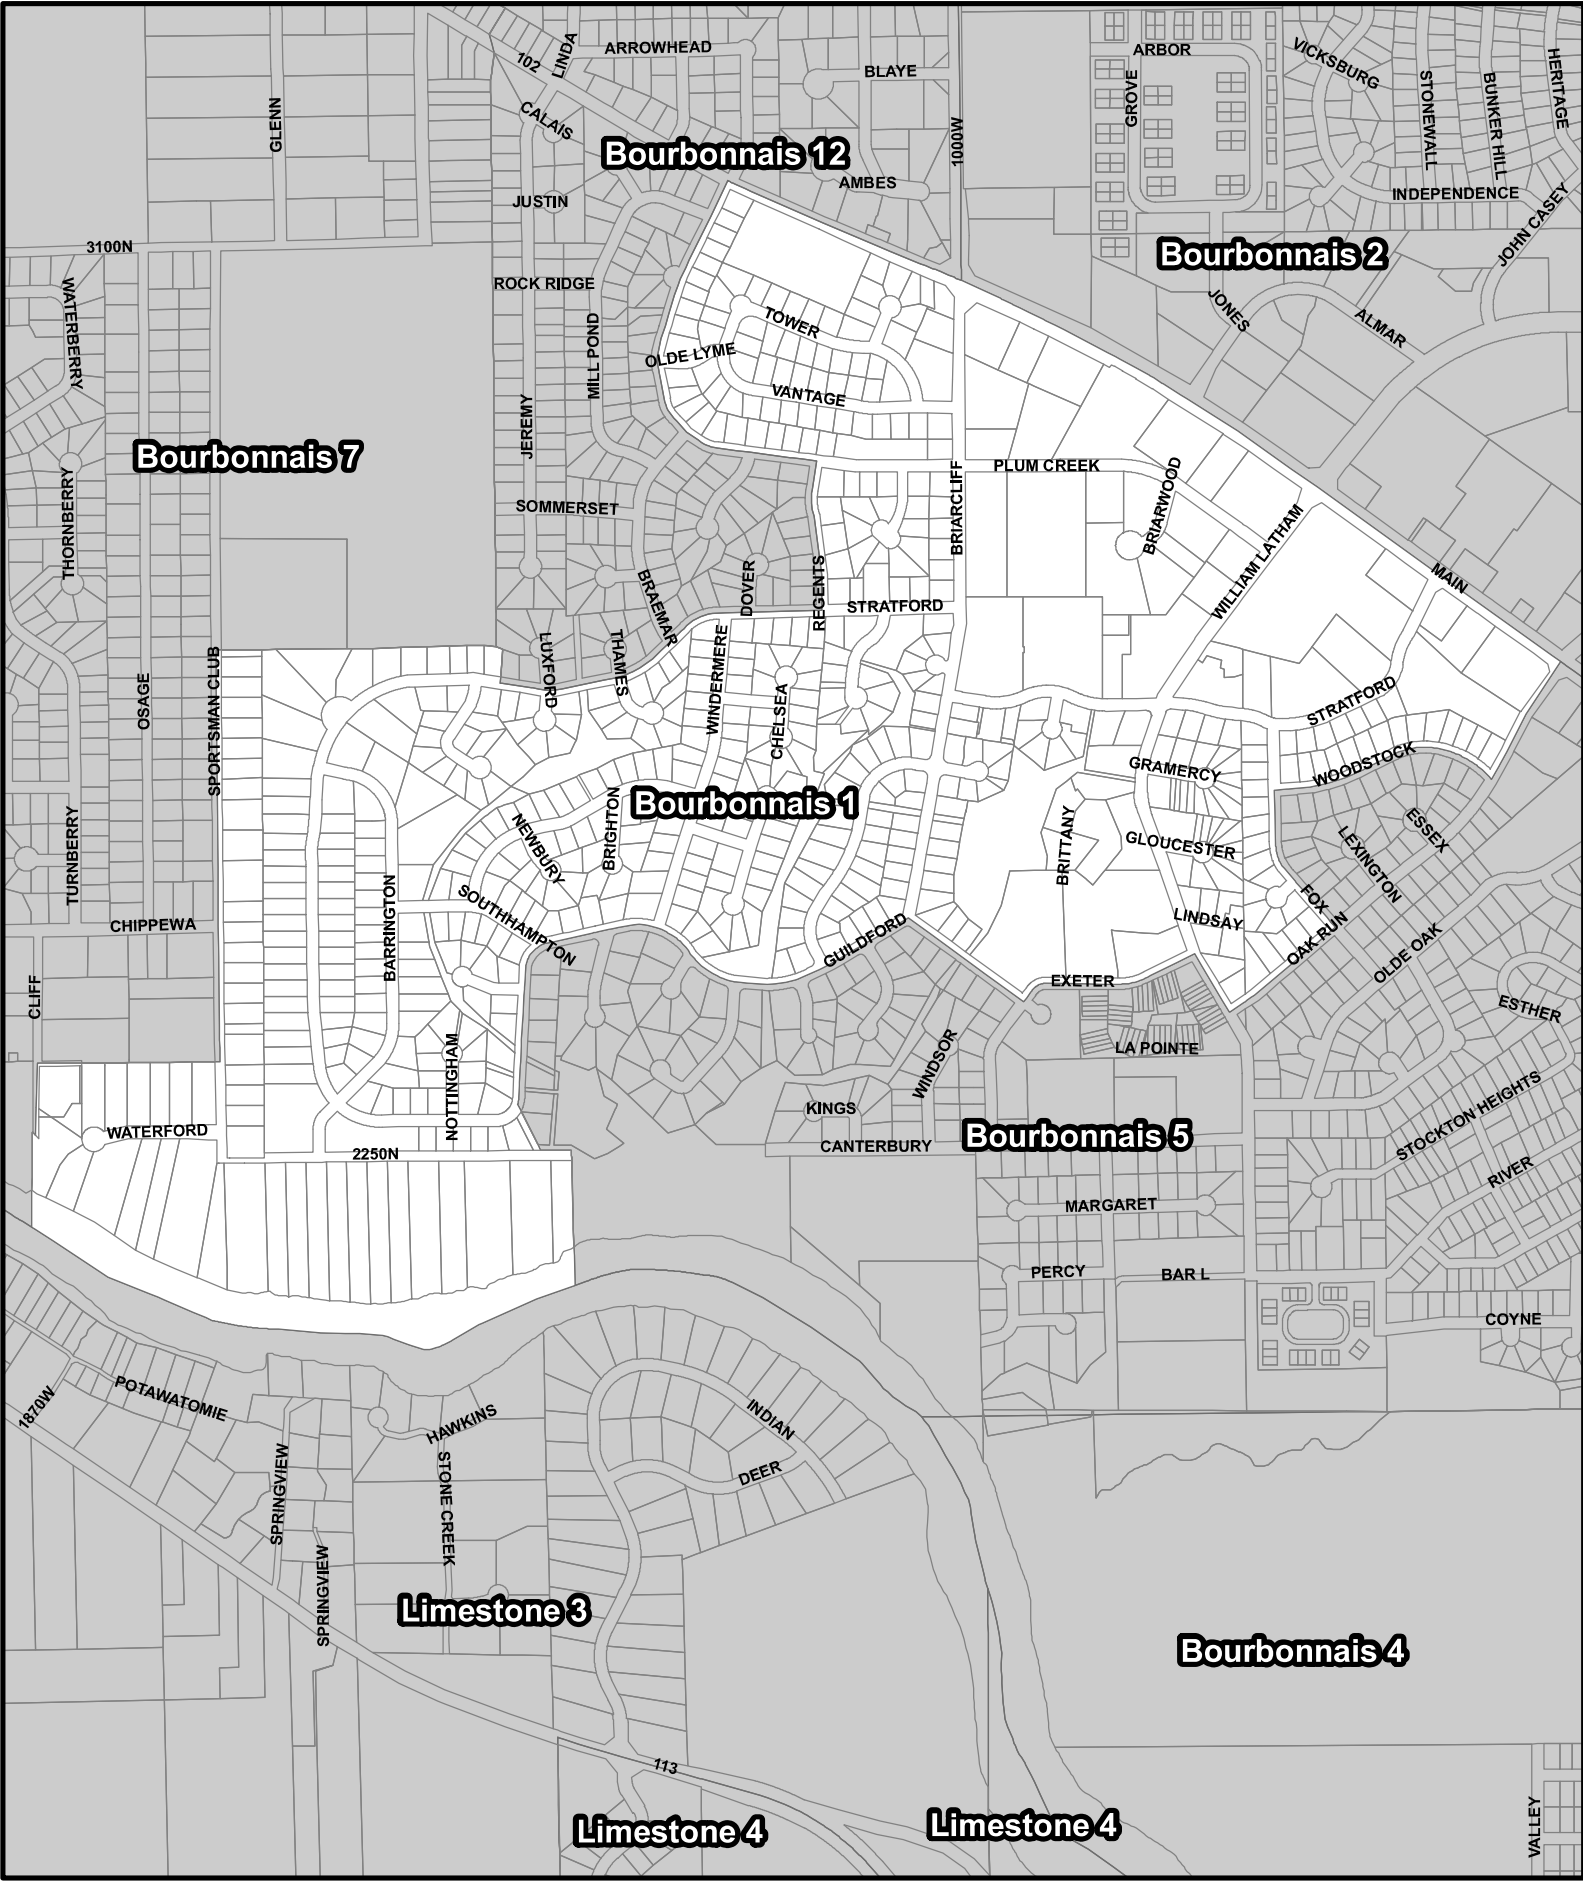 LINDA
ARROWHEAD
102
BLAYE
ARBOR
VICKSBURG
HERITAGE
STONEWALL
BUNKER HILL
GROVE
GLENN
CALAIS
1000W
Bourbonnais 12
AMBES
INDEPENDENCE
JUSTIN
JOHN CASEY
3100N
Bourbonnais 2
ROCK RIDGE
WATERBERRY
JONES
ALMAR
TOWER
MILL POND
OLDE LYME
VANTAGE
JEREMY
Bourbonnais 7
PLUM CREEK
BRIARCLIFF
BRIARWOOD
THORNBERRY
SOMMERSET
WILLIAM LATHAM
MAIN
DOVER
REGENTS
BRAEMAR
STRATFORD
LUXFORD
THAMES
WINDERMERE
OSAGE
SPORTSMAN CLUB
CHELSEA
STRATFORD
GRAMERCY
WOODSTOCK
Bourbonnais 1
NEWBURY
BRIGHTON
TURNBERRY
BRITTANY
GLOUCESTER
LEXINGTON
ESSEX
SOUTHHAMPTON
BARRINGTON
CHIPPEWA
GUILDFORD
LINDSAY
FOX
OAK RUN
OLDE OAK
CLIFF
EXETER
ESTHER
NOTTINGHAM
WINDSOR
LA POINTE
KINGS
WATERFORD
2250N
CANTERBURY
Bourbonnais 5
STOCKTON HEIGHTS
RIVER
MARGARET
PERCY
BAR L
COYNE
1870W
POTAWATOMIE
HAWKINS
INDIAN
DEER
SPRINGVIEW
STONE CREEK
SPRINGVIEW
Limestone 3
Bourbonnais 4
113
Limestone 4
Limestone 4
VALLEY